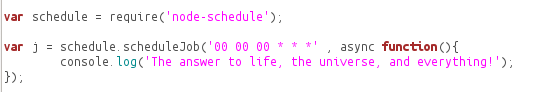 var schedule = require('node-schedule');
var j = schedule.scheduleJob('00 00 00 * * *' , async function(){
console.log('The answer to life, the universe, and everything!');
});